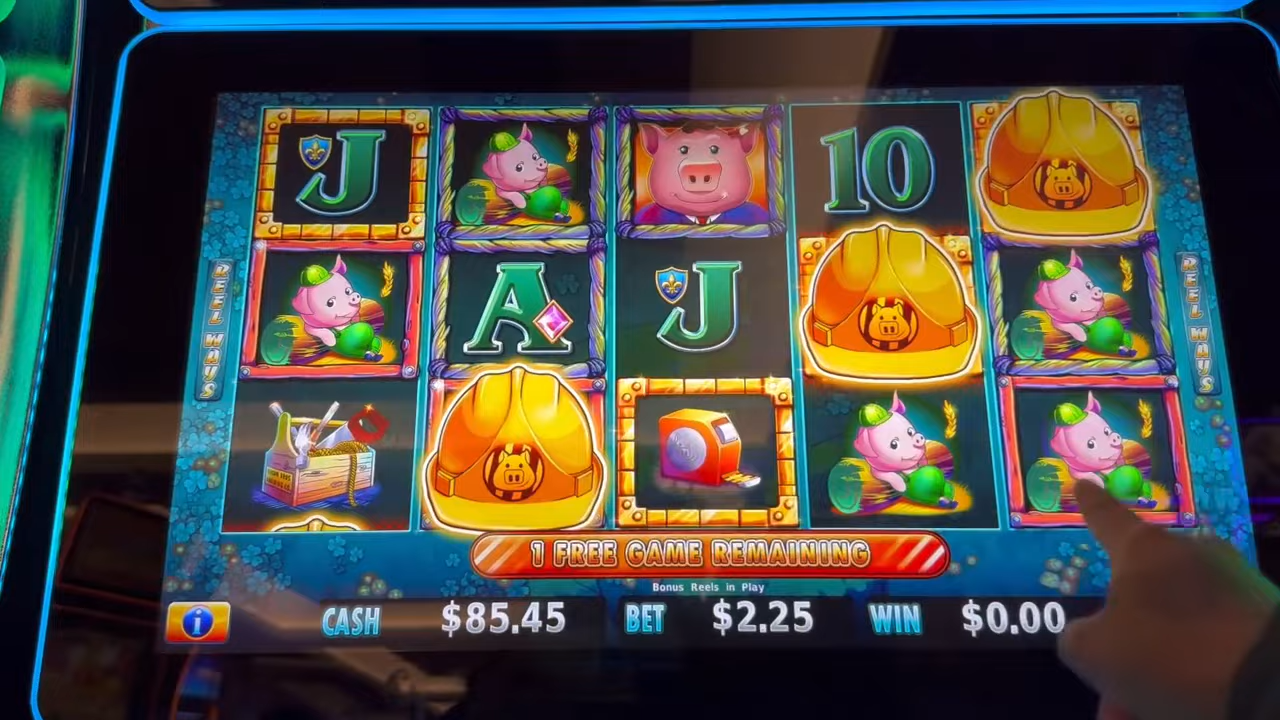 J
10
A
J
REEL WAYS
REEL WAYS
1 FREE GAME REMAINING
Bonus Reels in Play
i
CASH $85.45 BET $2.25 WIN $0.00